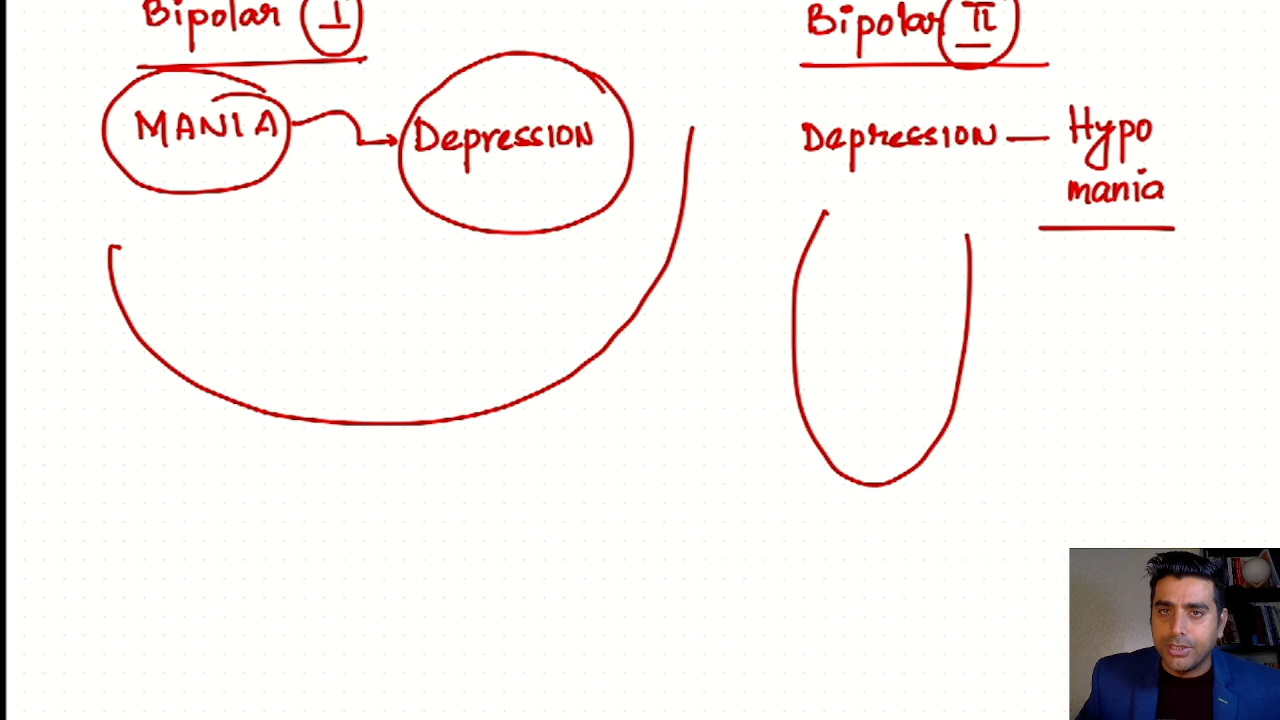 Bipolar I
MANIA Depression
Bipolar II
Depression — Hypo
mania